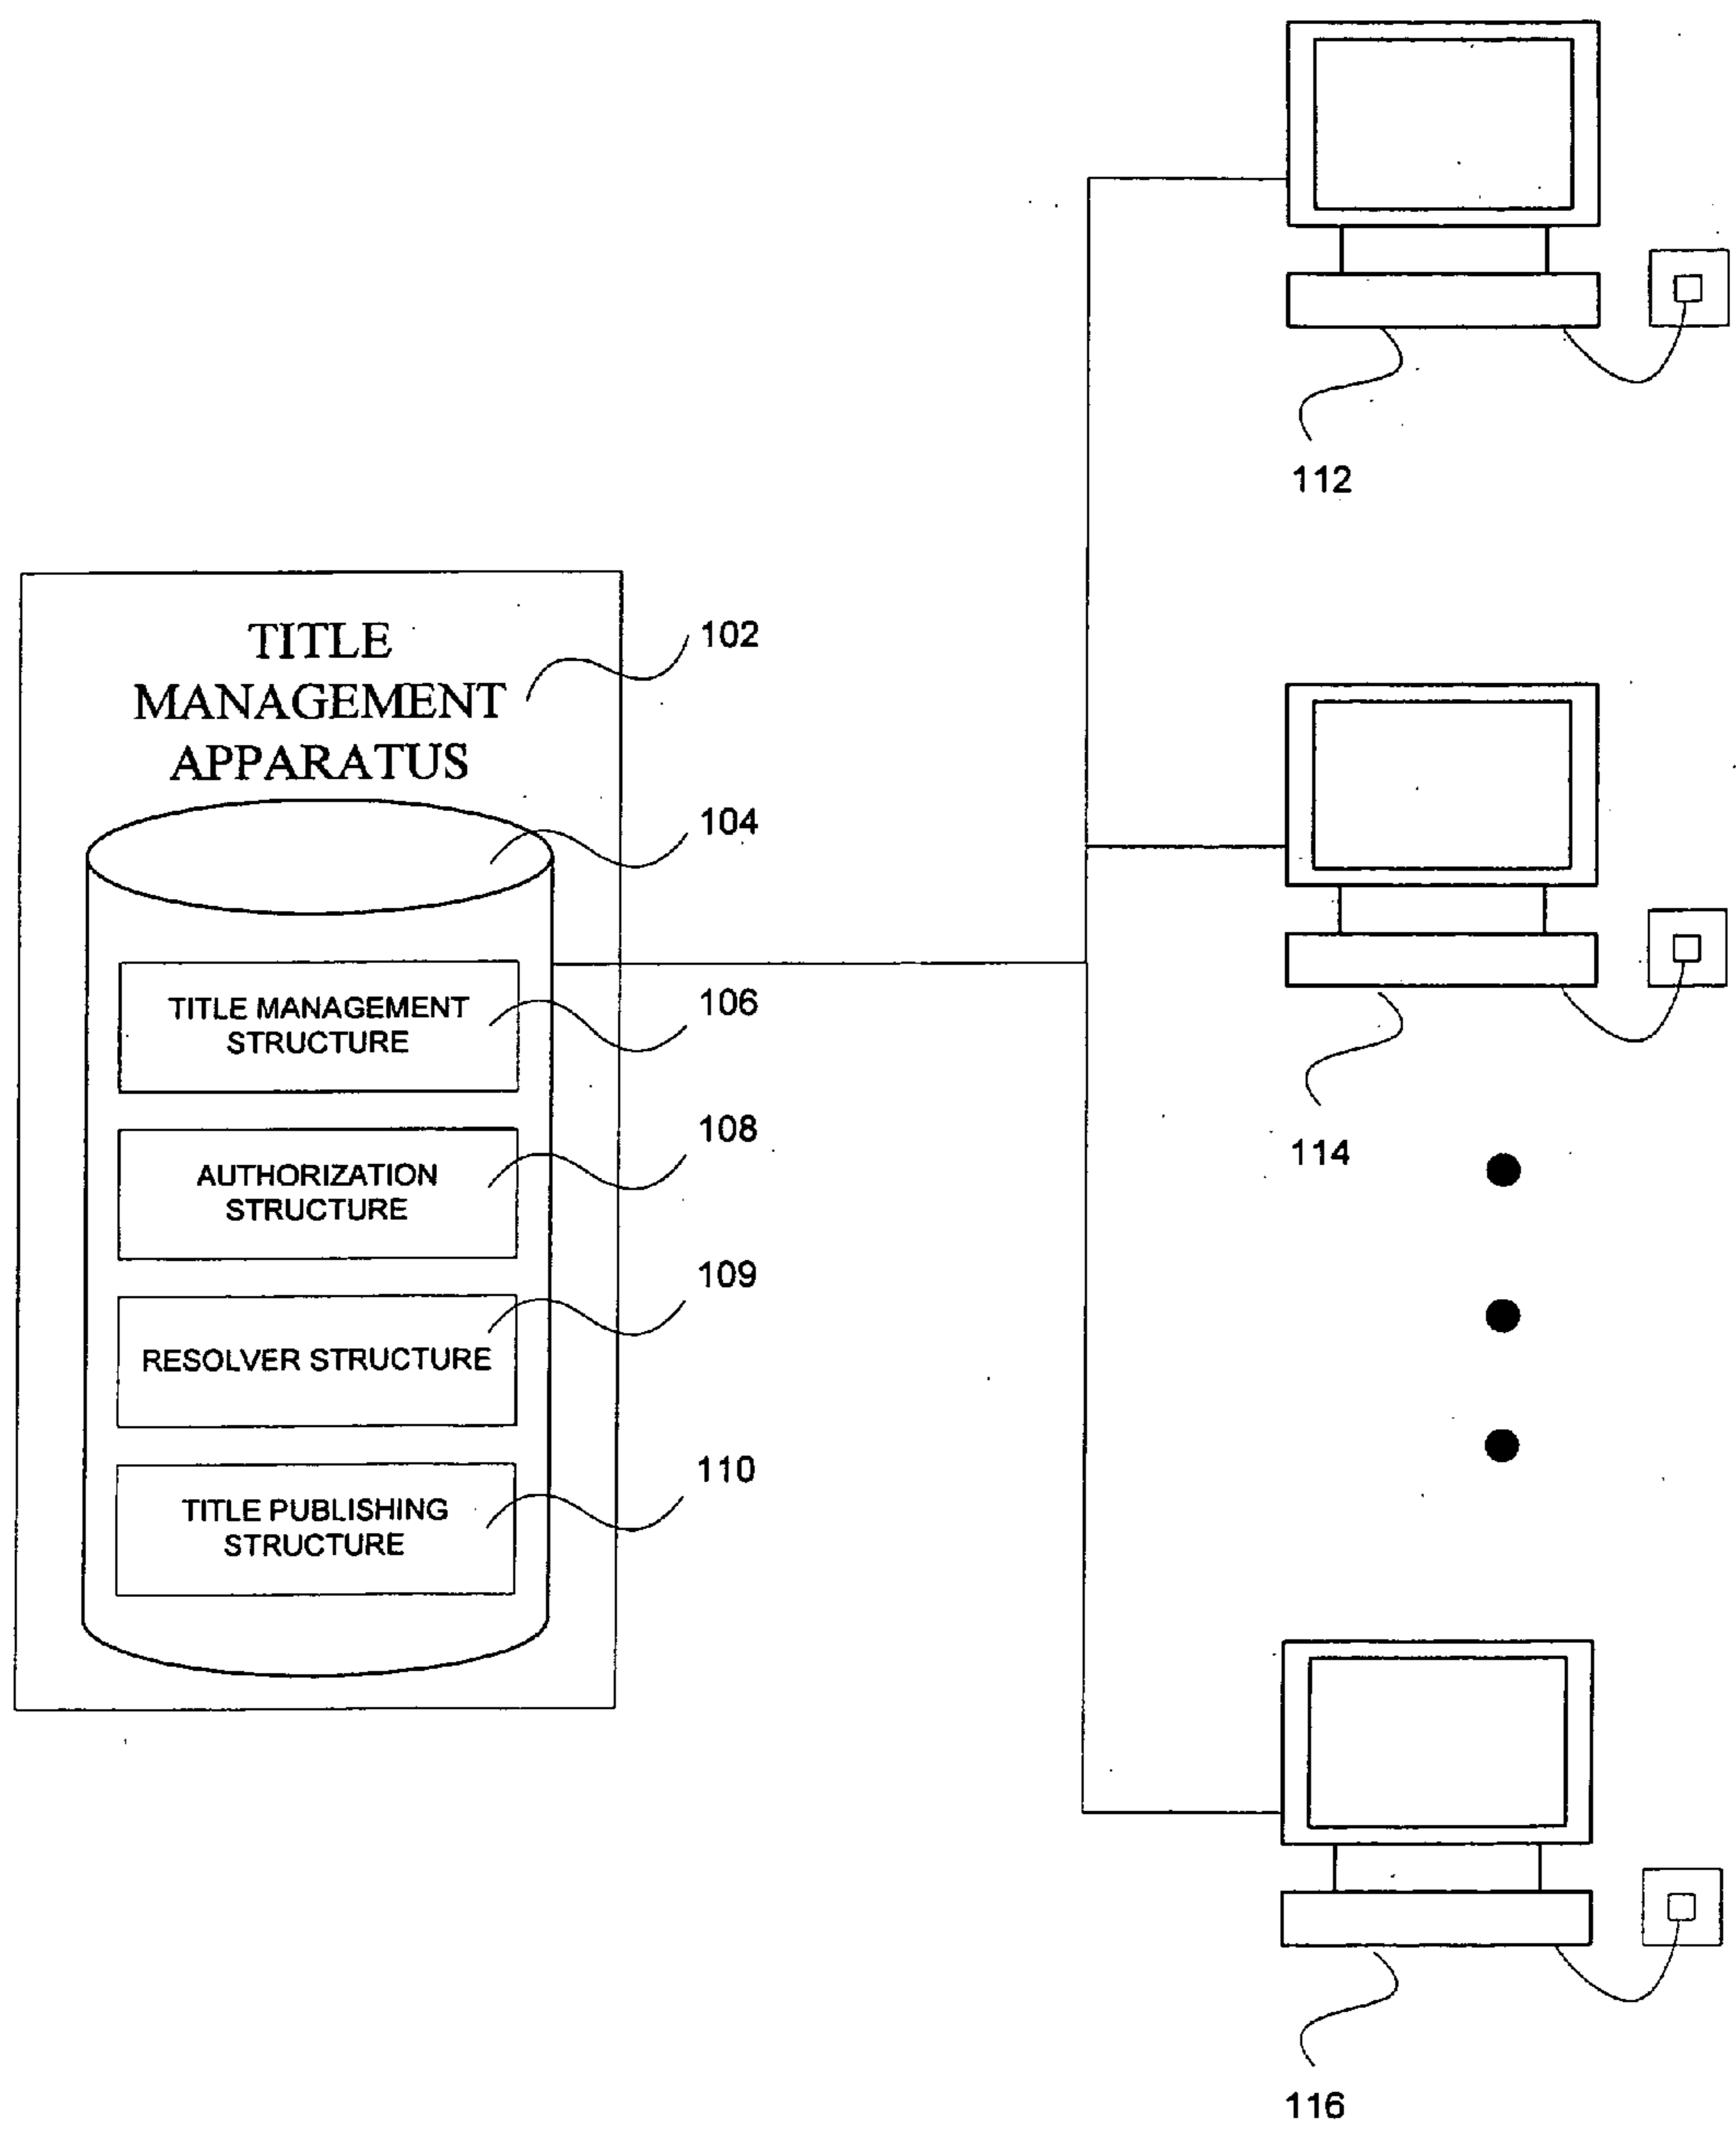 112
TITLE
MANAGEMENT
APPARATUS
102
104
TITLE MANAGEMENT
STRUCTURE
106
AUTHORIZATION
STRUCTURE
108
RESOLVER STRUCTURE
109
TITLE PUBLISHING
STRUCTURE
110
114
116